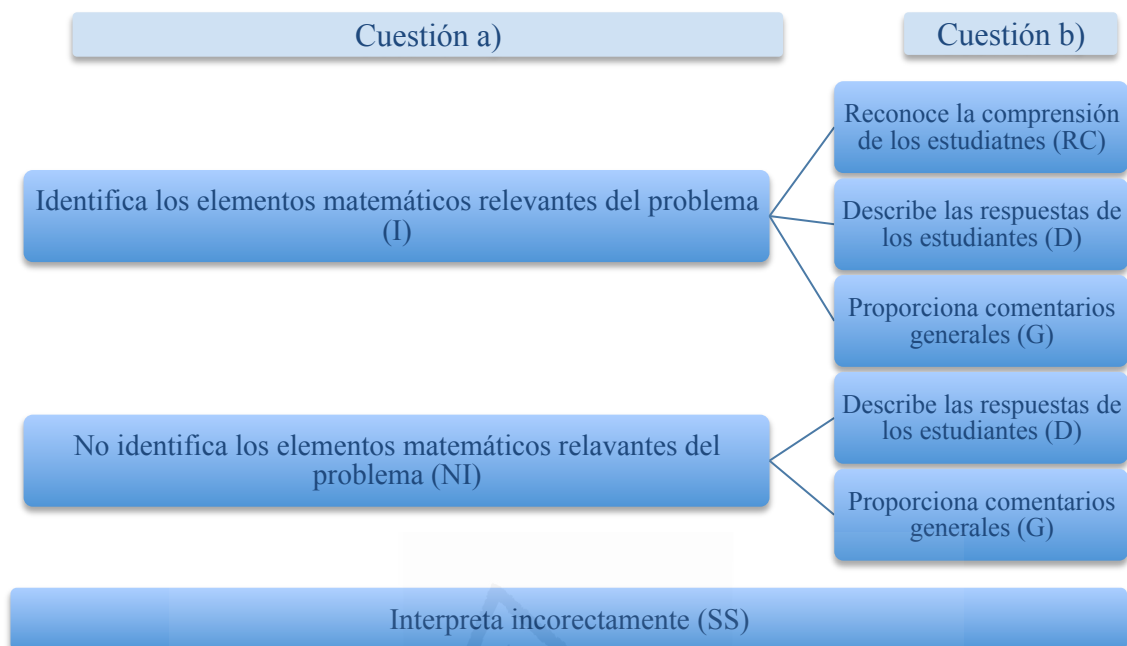 Cuestión a)
Cuestión b)
Identifica los elementos matemáticos relevantes del problema
(I)
Reconoce la comprensión
de los estudiatnes (RC)
Describe las respuestas de
los estudiantes (D)
Proporciona comentarios
generales (G)
No identifica los elementos matemáticos relavantes del
problema (NI)
Describe las respuestas de
los estudiantes (D)
Proporciona comentarios
generales (G)
Interpreta incorectamente (SS)